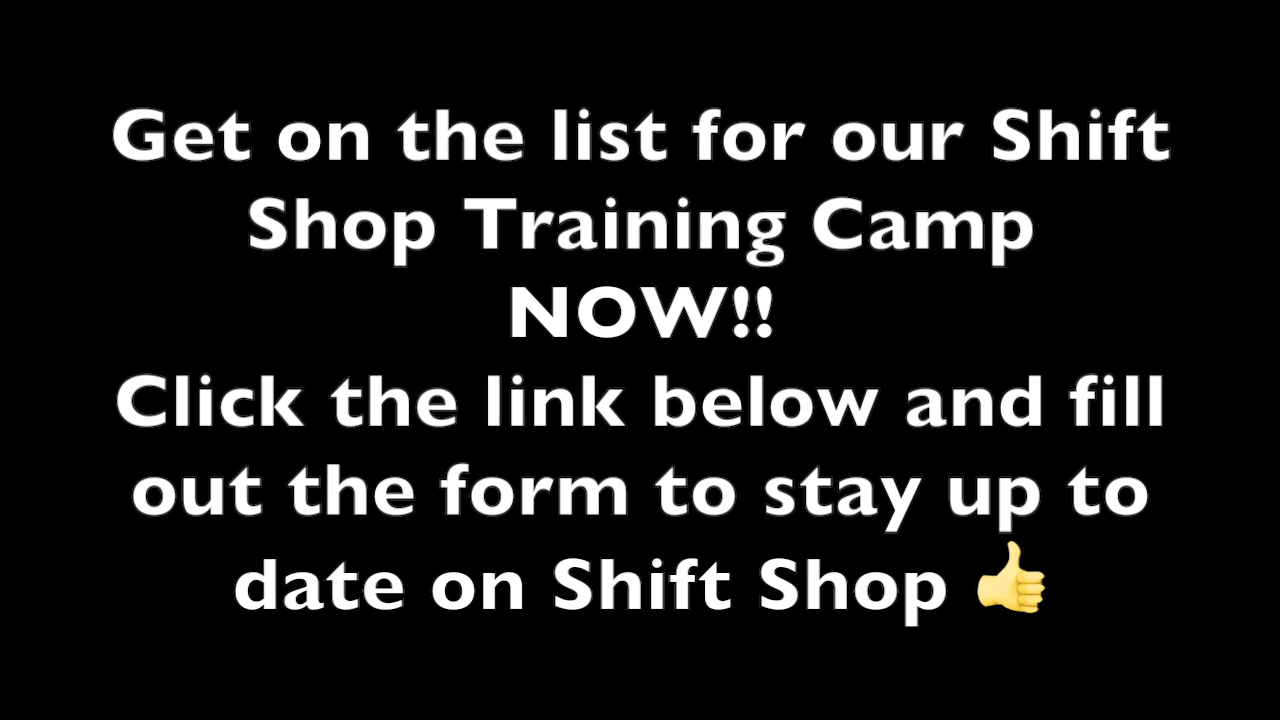 Get on the list for our Shift
Shop Training Camp
NOW!!
Click the link below and fill
out the form to stay up to
date on Shift Shop 👍